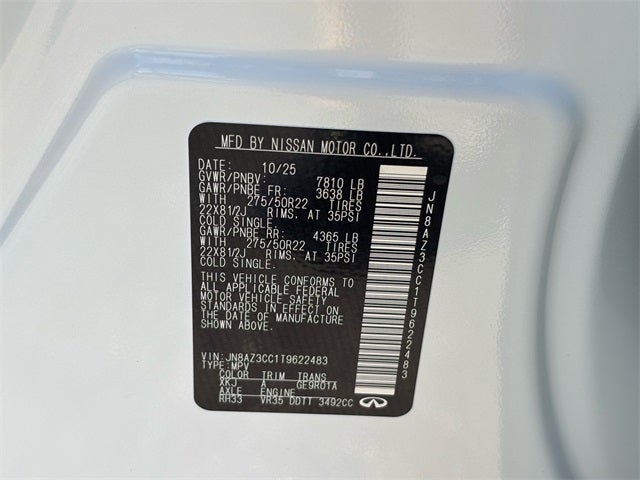 MFD BY NISSAN MOTOR CO.,LTD.
DATE: 10/25
GVWR/PNBV: 7810 LB
GAWR/PNBE FR: 3638 LB
WITH 275/50R22 TIRES
22X81/2J RIMS, AT 35PSI
COLD SINGLE.
GAWR/PNBE RR: 4365 LB
WITH 275/50R22 TIRES
22X81/2J RIMS, AT 35PSI
COLD SINGLE.
THIS VEHICLE CONFORMS TO
ALL APPLICABLE FEDERAL
MOTOR VEHICLE SAFETY
STANDARDS IN EFFECT ON
THE DATE OF MANUFACTURE
SHOWN ABOVE.
VIN: JN8AZ3CC1T9622483
TYPE: MPV
COLOR TRIM TRANS
XKJ A GE9R01A
AXLE ENGINE
RH33 VR35 DDTT 3492CC
JN8AZ3CC1T9622483
INFINITI